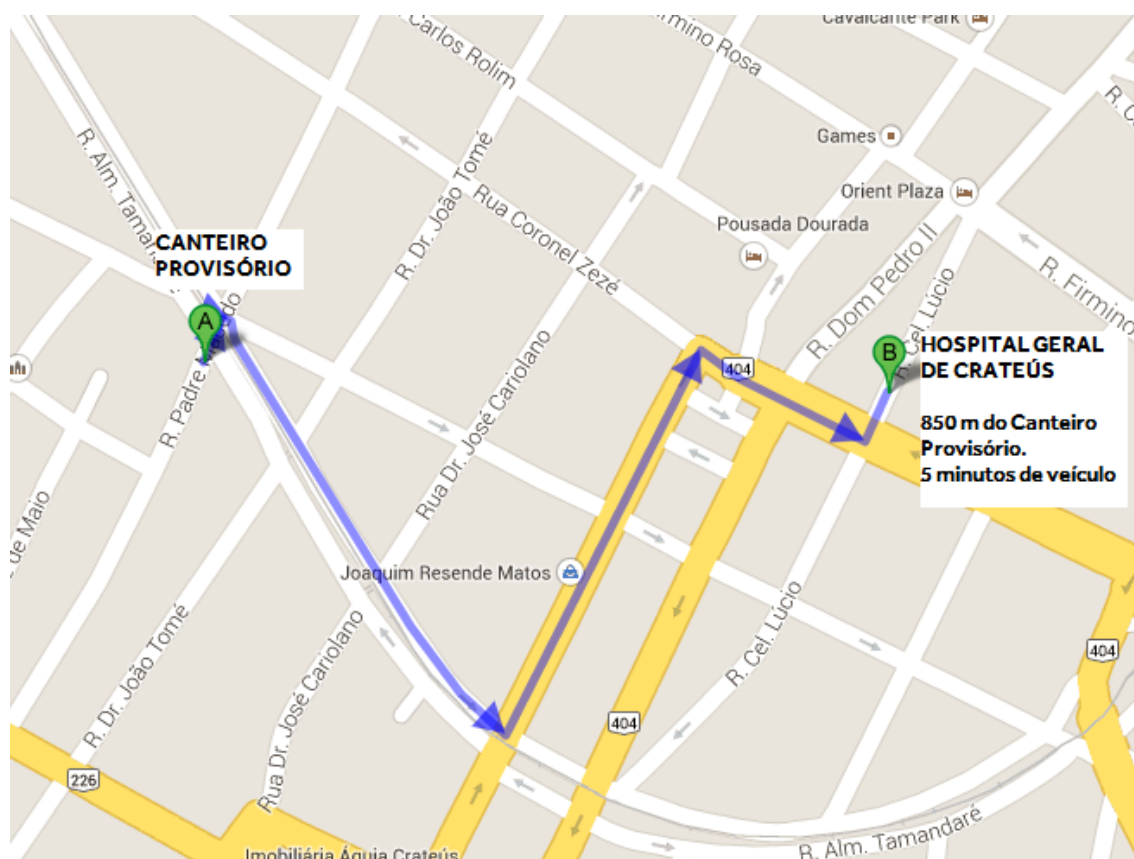 Cavalcante Park
Firmino Rosa
Carlos Rolim
R. Alm. Tamandaré
Games
R. Dr. João Tomé
Orient Plaza
Rua Coronel Zezé
Pousada Dourada
R. Dom Pedro II
R. Firmino
CANTEIRO
PROVISÓRIO
A
R. Padre
B
R. Cel. Lúcio
HOSPITAL GERAL
DE CRATEÚS
850 m do Canteiro
Provisório.
5 minutos de veículo
404
Rua Dr. José Cariolano
de Maio
Joaquim Resende Matos
R. Cel. Lúcio
404
R. Dr. João Tomé
Rua Dr. José Cariolano
404
226
R. Alm. Tamandaré
Imobiliária Águia Crateús